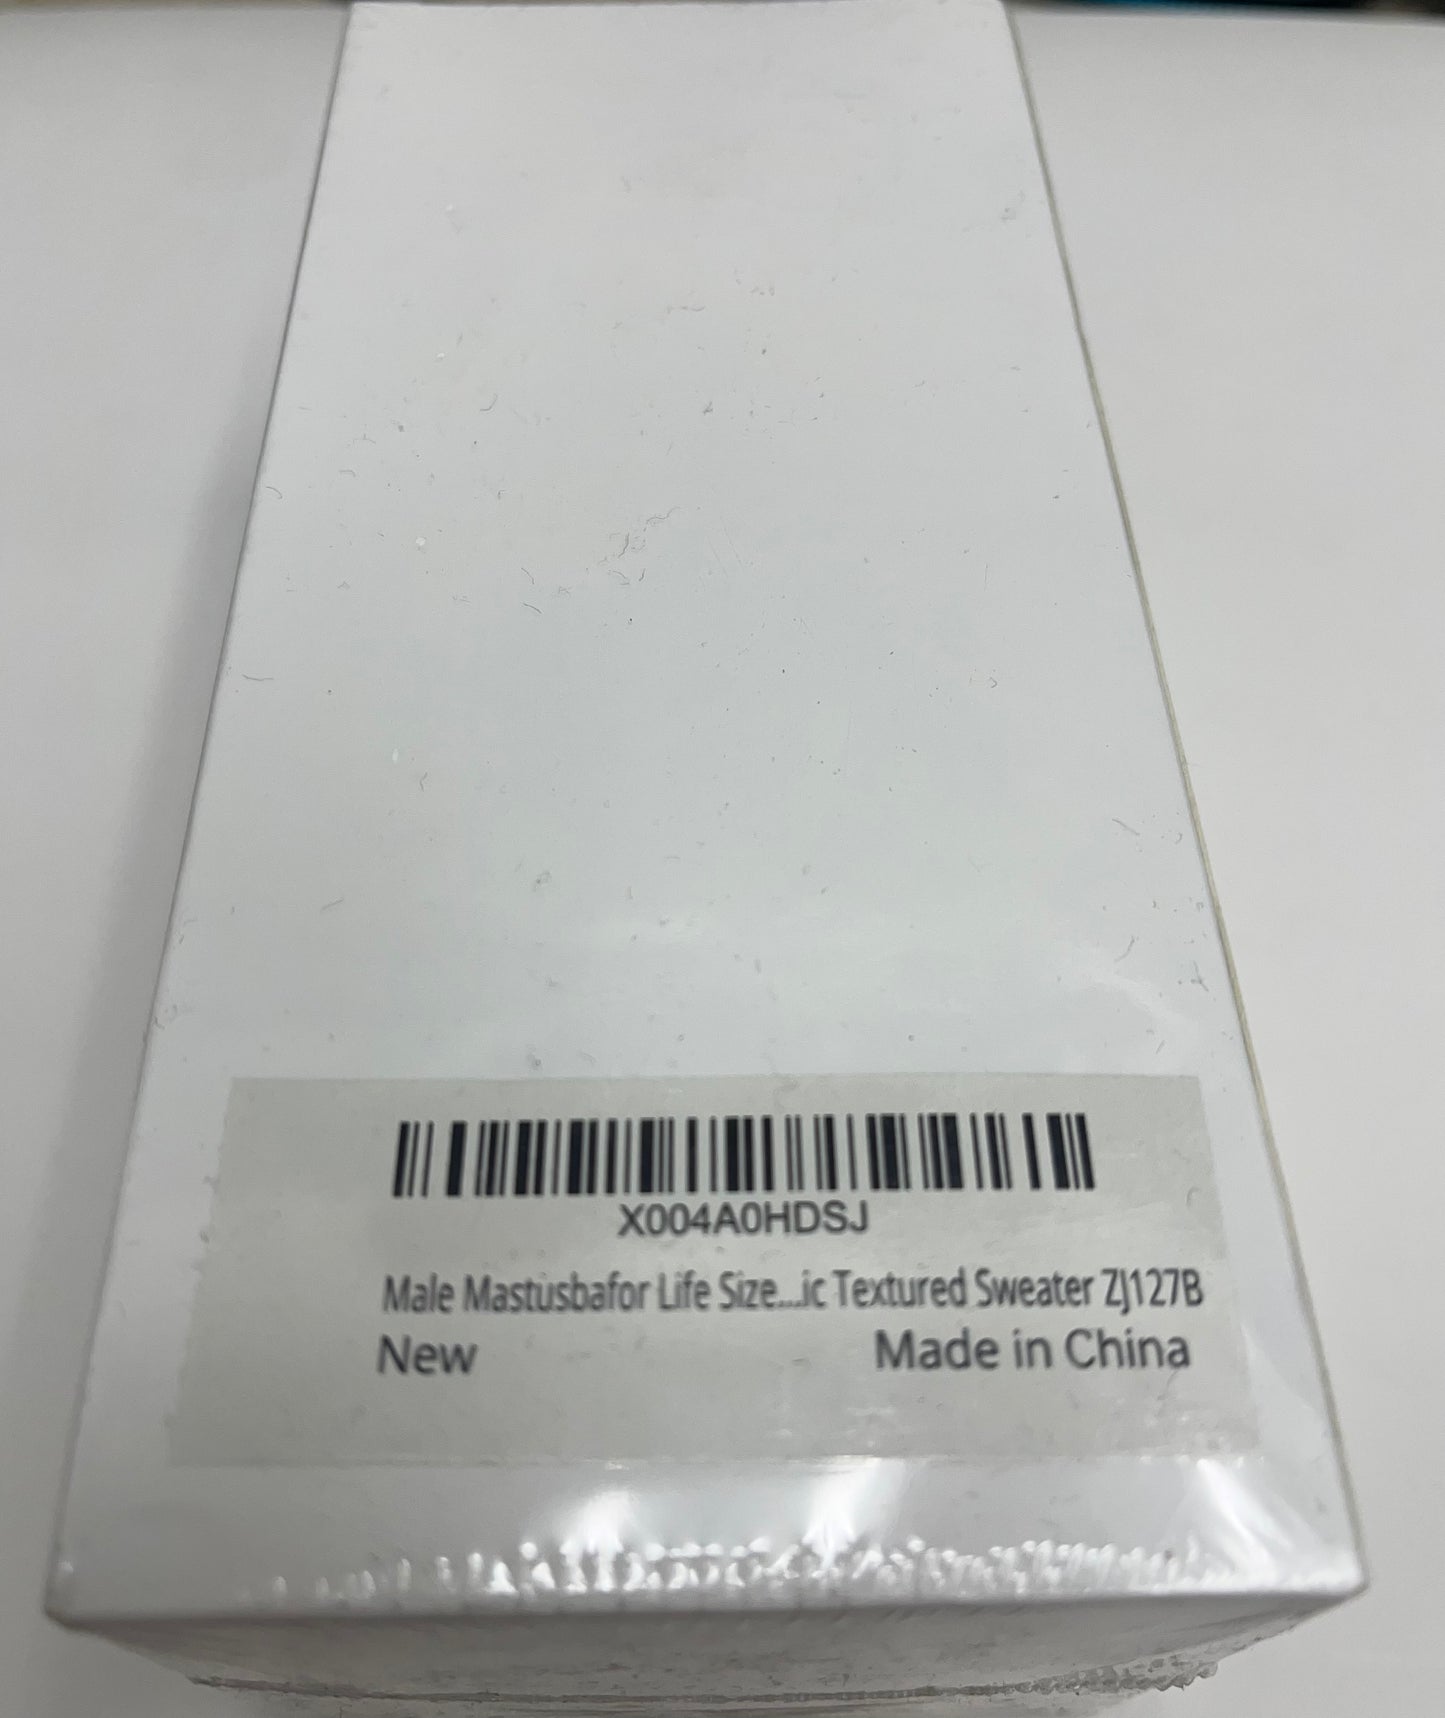 X004A0HDSJ
Male Mastusbafor Life Size...ic Textured Sweater ZJ127B
New Made in China